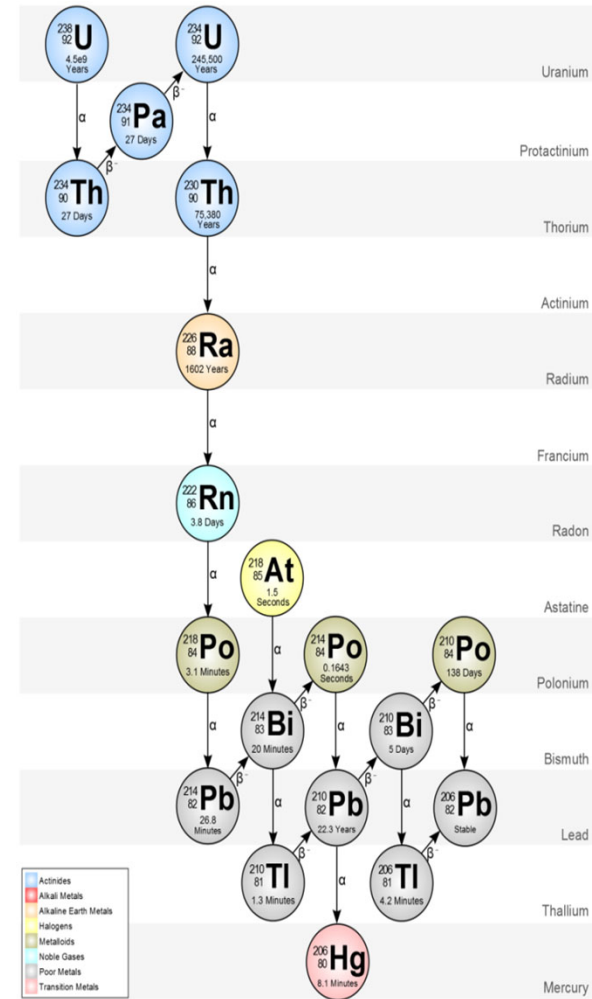 238
92 U
4.5e9
Years
234
92 U
245,500
Years
Uranium
α
β⁻
α
234
91 Pa
27 Days
Protactinium
β⁻
234
90 Th
27 Days
230
90 Th
75,380
Years
Thorium
α
Actinium
226
88 Ra
1602 Years
Radium
α
Francium
222
86 Rn
3.8 Days
Radon
α
218
85 At
1.5
Seconds
Astatine
218
84 Po
3.1 Minutes
α
214
84 Po
0.1643
Seconds
210
84 Po
138 Days
Polonium
β⁻
β⁻
α
214
83 Bi
20 Minutes
α
210
83 Bi
5 Days
α
Bismuth
β⁻
β⁻
214
82 Pb
26.8
Minutes
α
210
82 Pb
22.3 Years
α
206
82 Pb
Stable
Lead
β⁻
β⁻
210
81 Tl
1.3 Minutes
α
206
81 Tl
4.2 Minutes
Thallium
206
80 Hg
8.1 Minutes
Mercury
Actinides
Alkali Metals
Alkaline Earth Metals
Halogens
Metalloids
Noble Gases
Poor Metals
Transition Metals